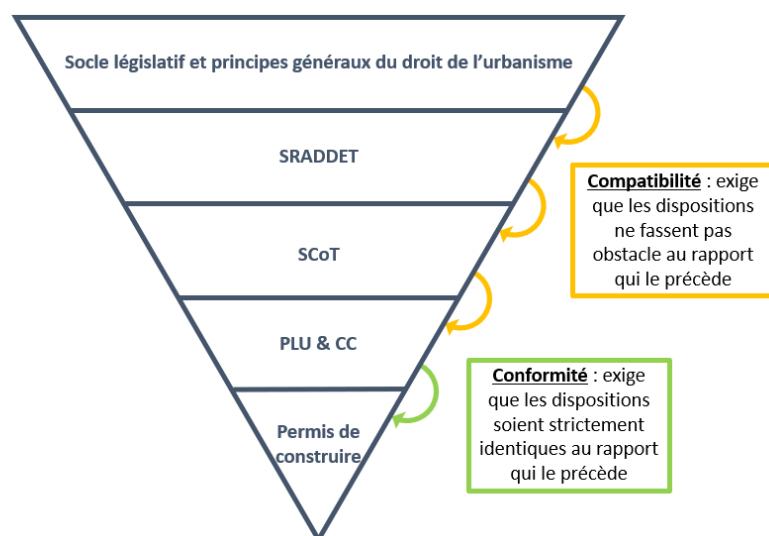 Socle législatif et principes généraux du droit de l’urbanisme
SRADDET
SCoT
PLU & CC
Permis de
construire
Compatibilité : exige
que les dispositions
ne fassent pas
obstacle au rapport
qui le précède
Conformité : exige
que les dispositions
soient strictement
identiques au rapport
qui le précède